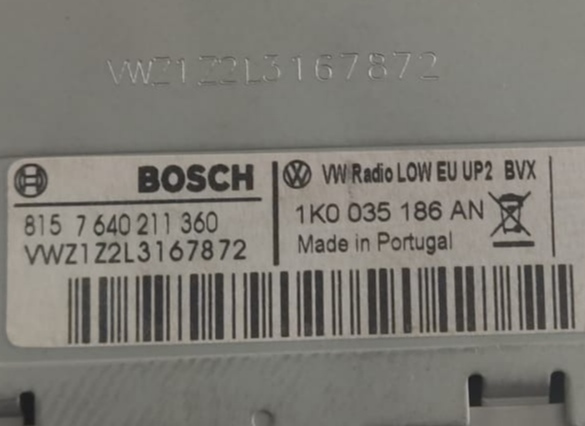 VWZ1Z2L3167872
BOSCH
VW Radio LOW EU UP2 BVX
815 7 640 211 360
1K0 035 186 AN
VWZ1Z2L3167872
Made in Portugal